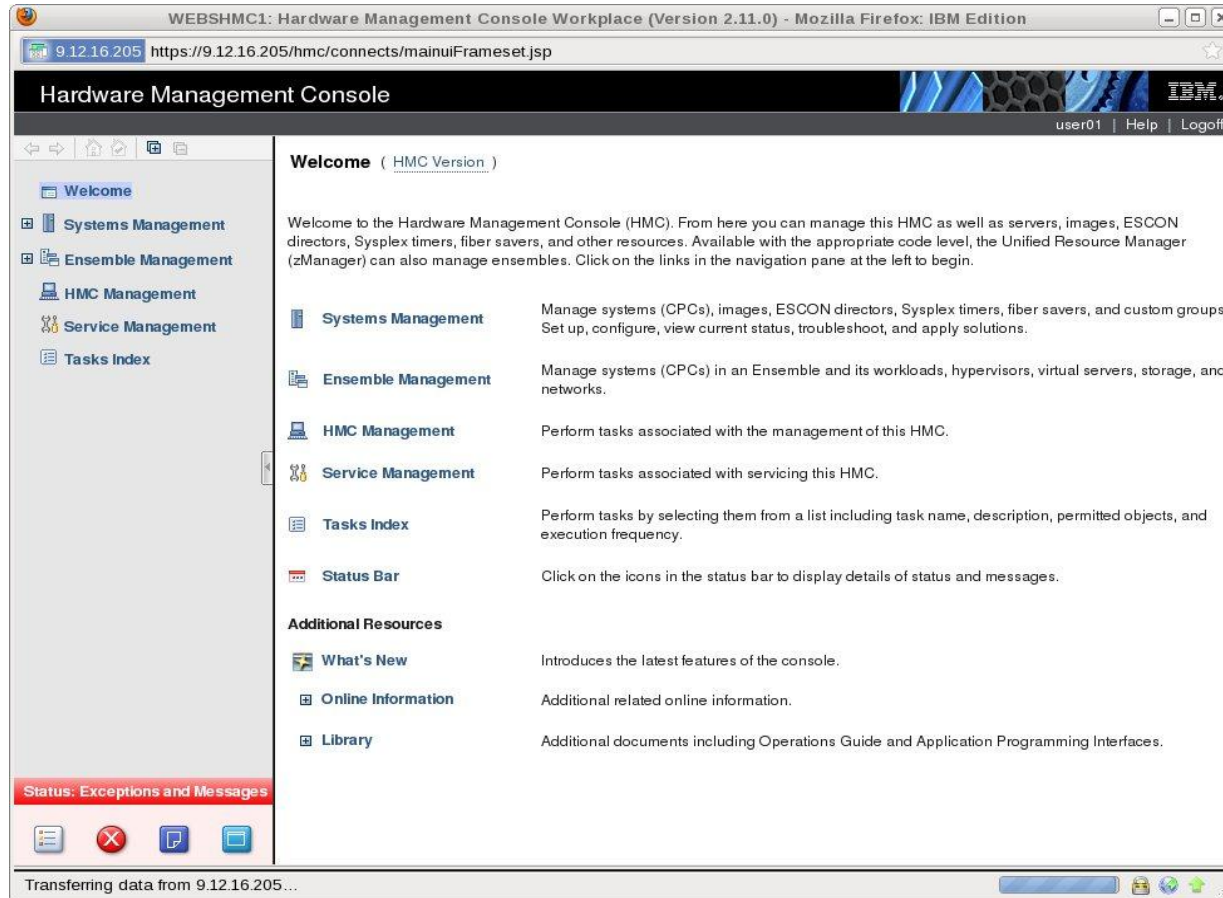 WEBSHMC1: Hardware Management Console Workplace (Version 2.11.0) - Mozilla Firefox: IBM Edition
9.12.16.205 https://9.12.16.205/hmc/connects/mainuiFrameset.jsp
Hardware Management Console
IBM.
user01 | Help | Logoff
Welcome ( HMC Version )
Welcome
Systems Management
Ensemble Management
HMC Management
Service Management
Tasks Index
Welcome to the Hardware Management Console (HMC). From here you can manage this HMC as well as servers, images, ESCON
directors, Sysplex timers, fiber savers, and other resources. Available with the appropriate code level, the Unified Resource Manager
(zManager) can also manage ensembles. Click on the links in the navigation pane at the left to begin.
Systems Management
Manage systems (CPCs), images, ESCON directors, Sysplex timers, fiber savers, and custom groups
Set up, configure, view current status, troubleshoot, and apply solutions.
Ensemble Management
Manage systems (CPCs) in an Ensemble and its workloads, hypervisors, virtual servers, storage, and
networks.
HMC Management
Perform tasks associated with the management of this HMC.
Service Management
Perform tasks associated with servicing this HMC.
Tasks Index
Perform tasks by selecting them from a list including task name, description, permitted objects, and
execution frequency.
Status Bar
Click on the icons in the status bar to display details of status and messages.
Additional Resources
What's New
Introduces the latest features of the console.
Online Information
Additional related online information.
Library
Additional documents including Operations Guide and Application Programming Interfaces.
Status: Exceptions and Messages
Transferring data from 9.12.16.205...